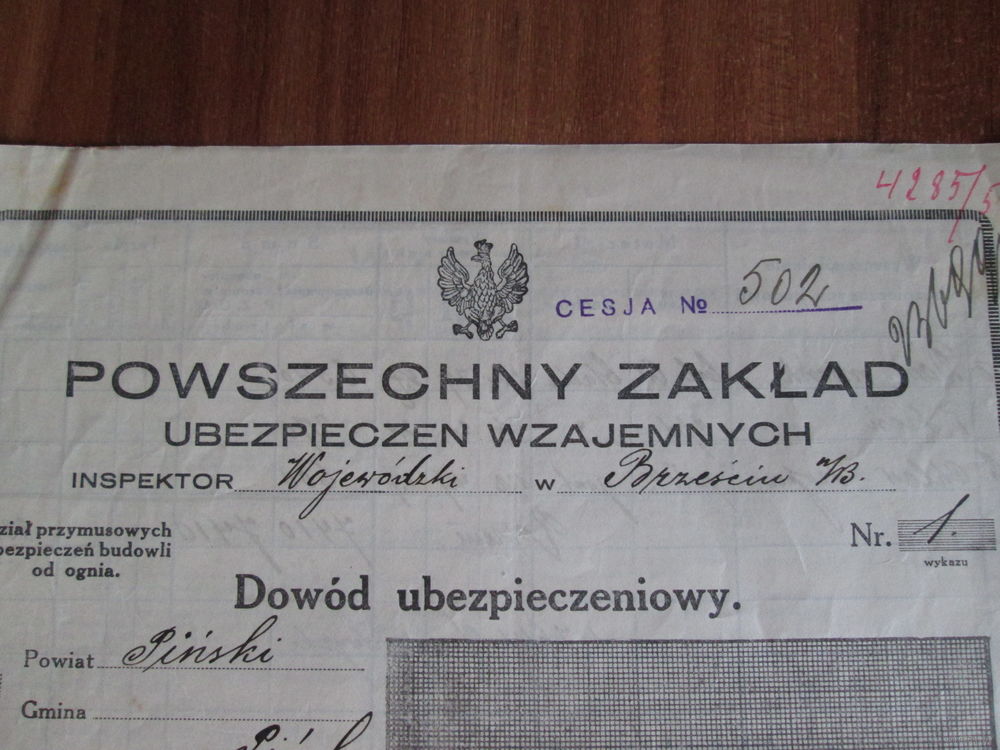 4285/5
CESJA № 502
POWSZECHNY ZAKŁAD
UBEZPIECZEŃ WZAJEMNYCH
INSPEKTOR Wojewódzki w Brześciu n/B.
ział przymusowych
bezpieczeń budowli
od ognia.
Nr. 1.
wykazu
Dowód ubezpieczeniowy.
Powiat Piński
Gmina